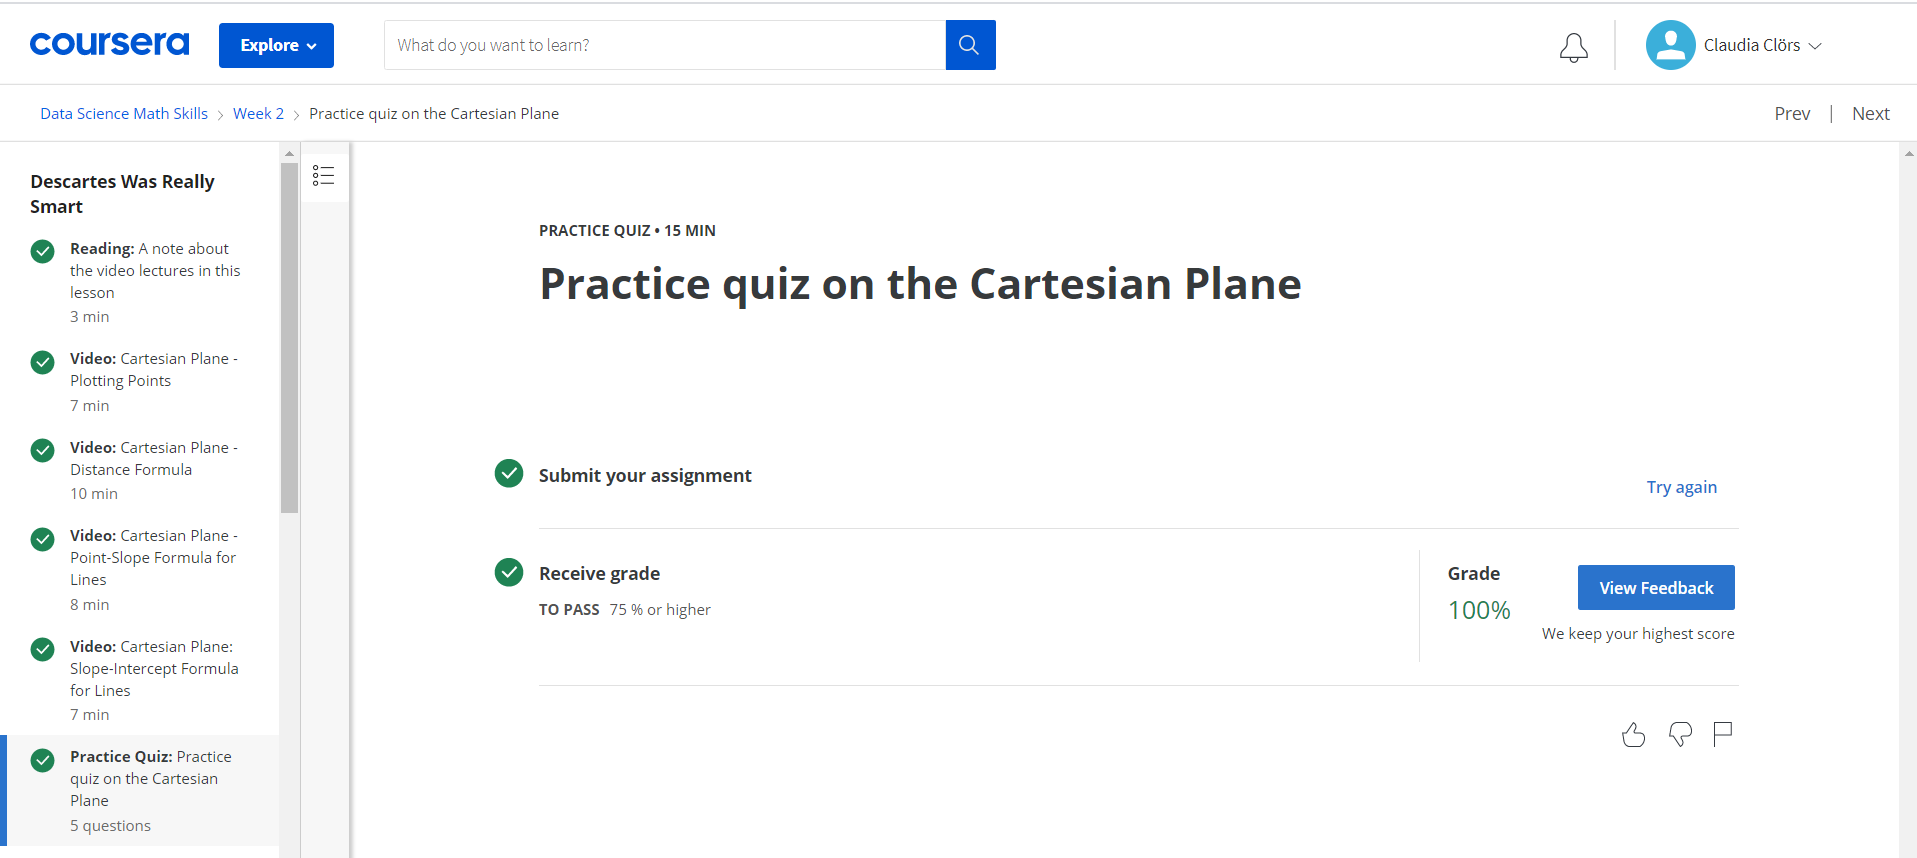 coursera
Explore
What do you want to learn?
Claudia Clörs
Data Science Math Skills
Week 2
Practice quiz on the Cartesian Plane
Prev | Next
Descartes Was Really
Smart
Reading: A note about
the video lectures in this
lesson
3 min
Video: Cartesian Plane -
Plotting Points
7 min
Video: Cartesian Plane -
Distance Formula
10 min
Video: Cartesian Plane -
Point-Slope Formula for
Lines
8 min
Video: Cartesian Plane:
Slope-Intercept Formula
for Lines
7 min
Practice Quiz: Practice
quiz on the Cartesian
Plane
5 questions
PRACTICE QUIZ • 15 MIN
Practice quiz on the Cartesian Plane
Submit your assignment
Try again
Receive grade
TO PASS 75 % or higher
Grade
100%
View Feedback
We keep your highest score